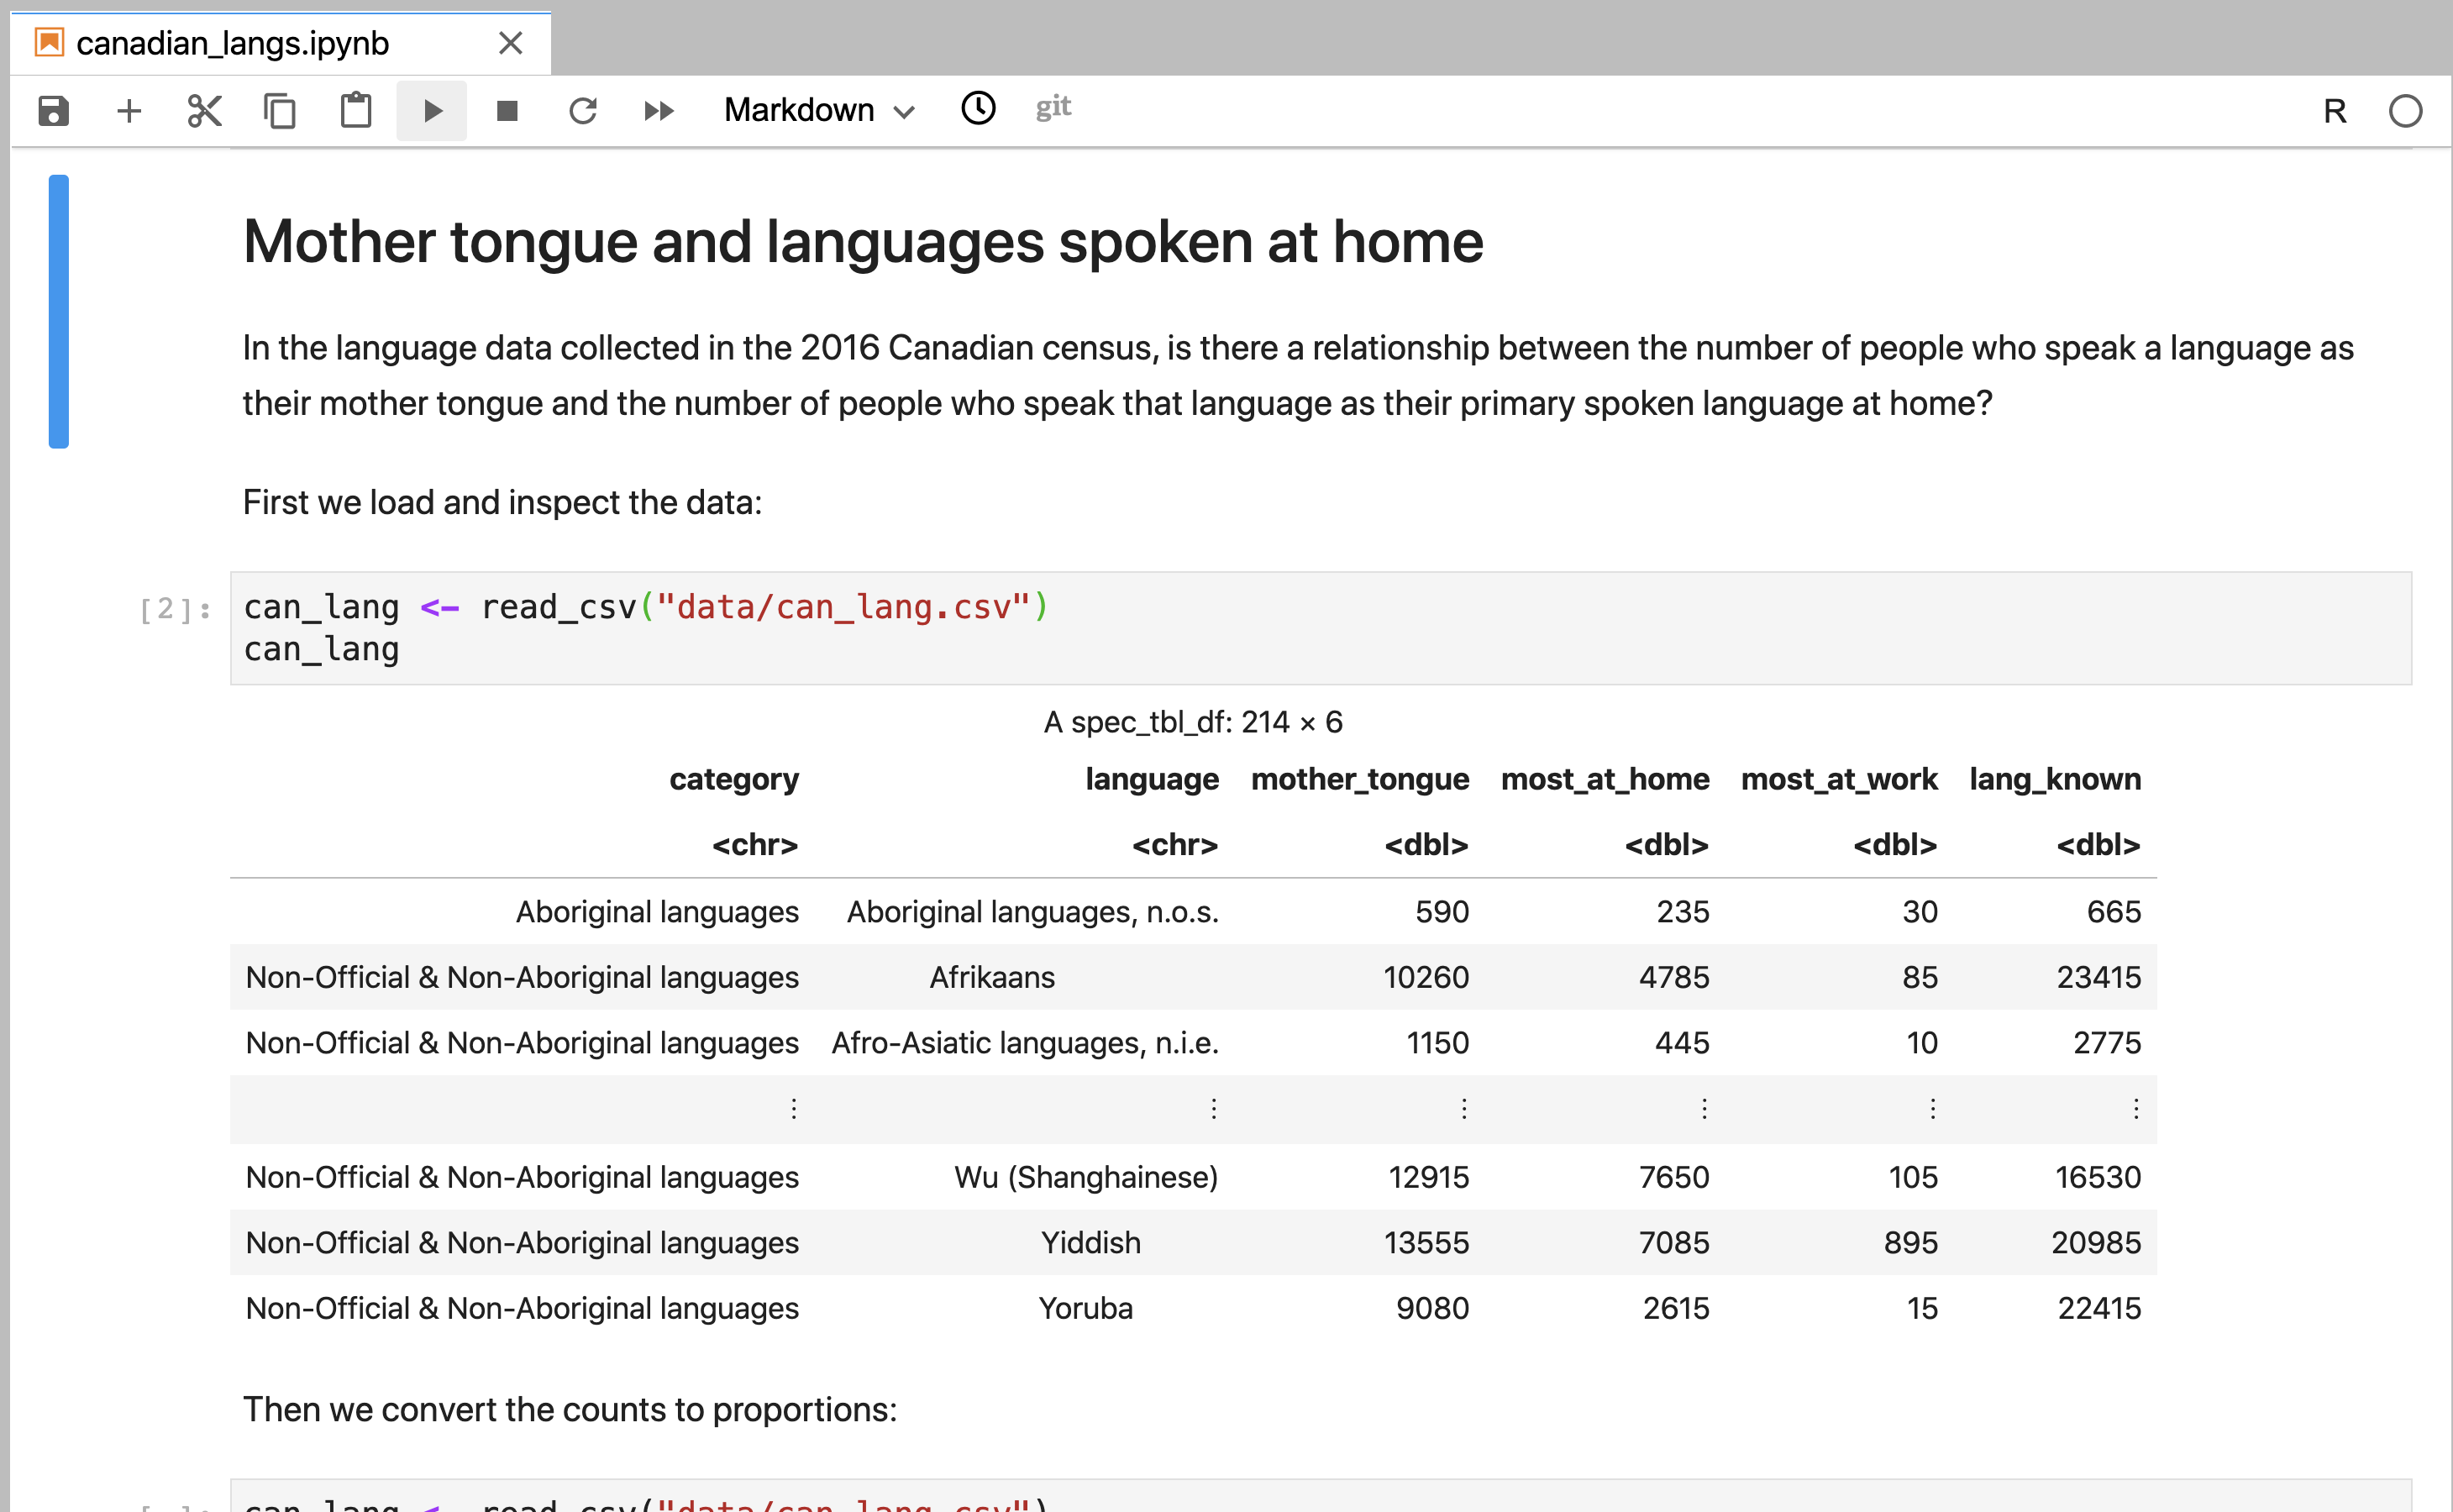 canadian_langs.ipynb
Markdown git R
Mother tongue and languages spoken at home
In the language data collected in the 2016 Canadian census, is there a relationship between the number of people who speak a language as
their mother tongue and the number of people who speak that language as their primary spoken language at home?
First we load and inspect the data:
[2]: can_lang <- read_csv("data/can_lang.csv")
can_lang
A spec_tbl_df: 214 × 6
category language mother_tongue most_at_home most_at_work lang_known
<chr> <chr> <dbl> <dbl> <dbl> <dbl>
Aboriginal languages Aboriginal languages, n.o.s. 590 235 30 665
Non-Official & Non-Aboriginal languages Afrikaans 10260 4785 85 23415
Non-Official & Non-Aboriginal languages Afro-Asiatic languages, n.i.e. 1150 445 10 2775
⋮ ⋮ ⋮ ⋮ ⋮ ⋮
Non-Official & Non-Aboriginal languages Wu (Shanghainese) 12915 7650 105 16530
Non-Official & Non-Aboriginal languages Yiddish 13555 7085 895 20985
Non-Official & Non-Aboriginal languages Yoruba 9080 2615 15 22415
Then we convert the counts to proportions:
can_lang <- read_csv("data/can_lang.csv")